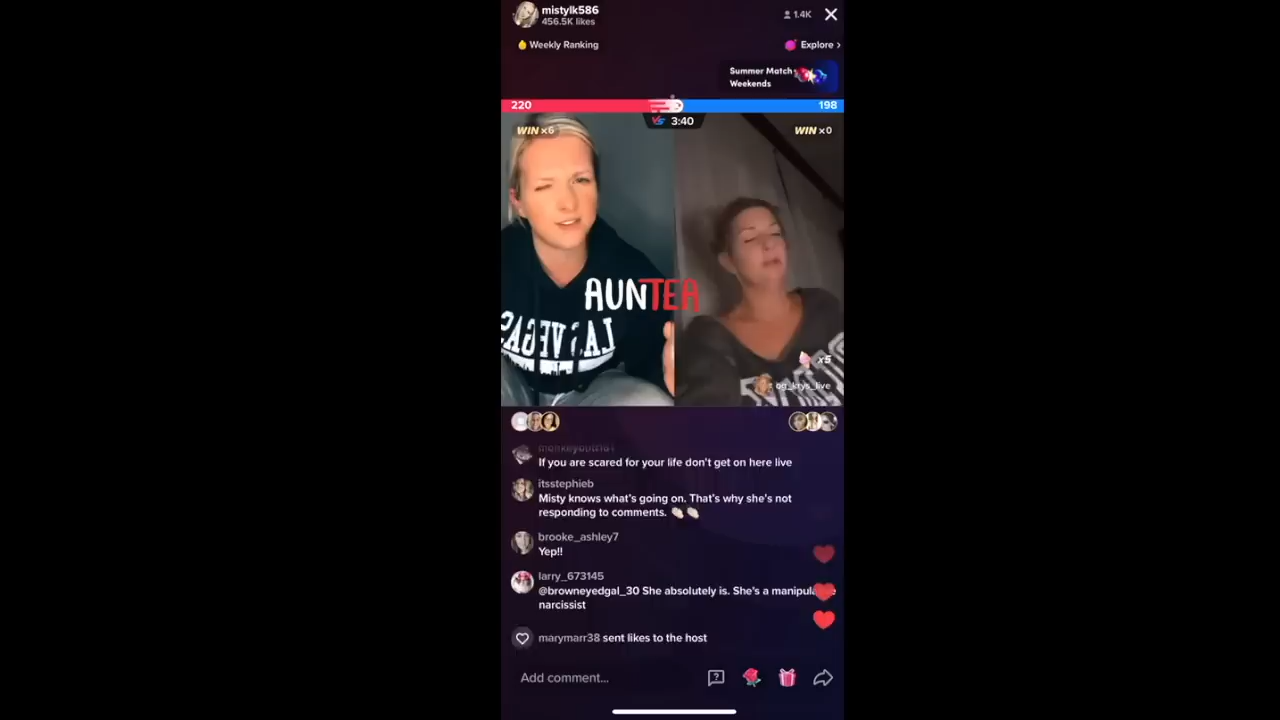 mistylk586
456.5K likes
1.4K
Weekly Ranking
Explore
Summer Match
Weekends
220
198
VS 3:40
WIN x6
WIN x0
AUNTEA
LAS VEGAS
x5
og_krys_live
If you are scared for your life don't get on here live
itsstephieb
Misty knows what's going on. That's why she's not
responding to comments.
brooke_ashley7
Yep!!
larry_673145
@browneyedgal_30 She absolutely is. She's a
narcissist
marymarr38 sent likes to the host
Add comment...